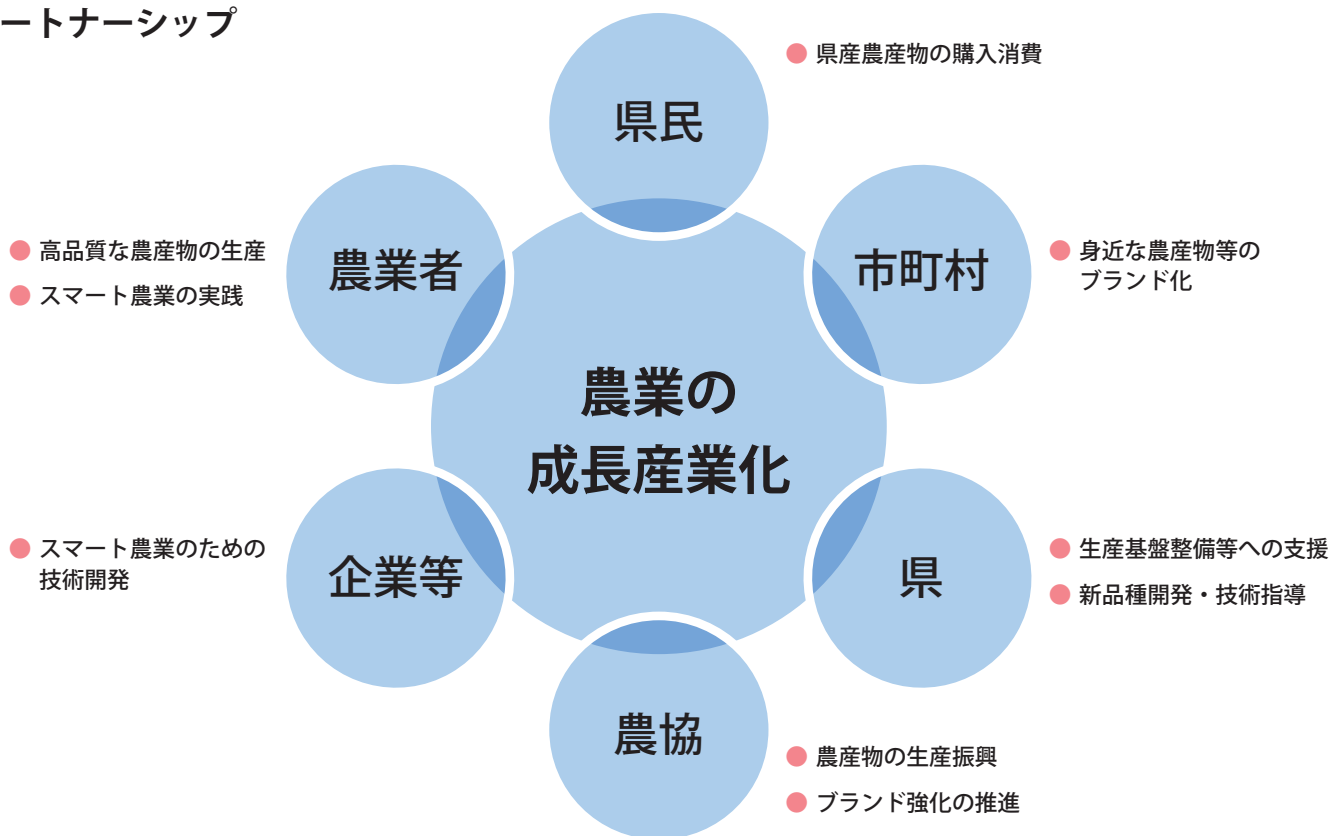 ートナーシップ
県民
● 県産農産物の購入消費
農業者
● 高品質な農産物の生産
● スマート農業の実践
市町村
● 身近な農産物等の
ブランド化
農業の
成長産業化
企業等
● スマート農業のための
技術開発
県
● 生産基盤整備等への支援
● 新品種開発・技術指導
農協
● 農産物の生産振興
● ブランド強化の推進